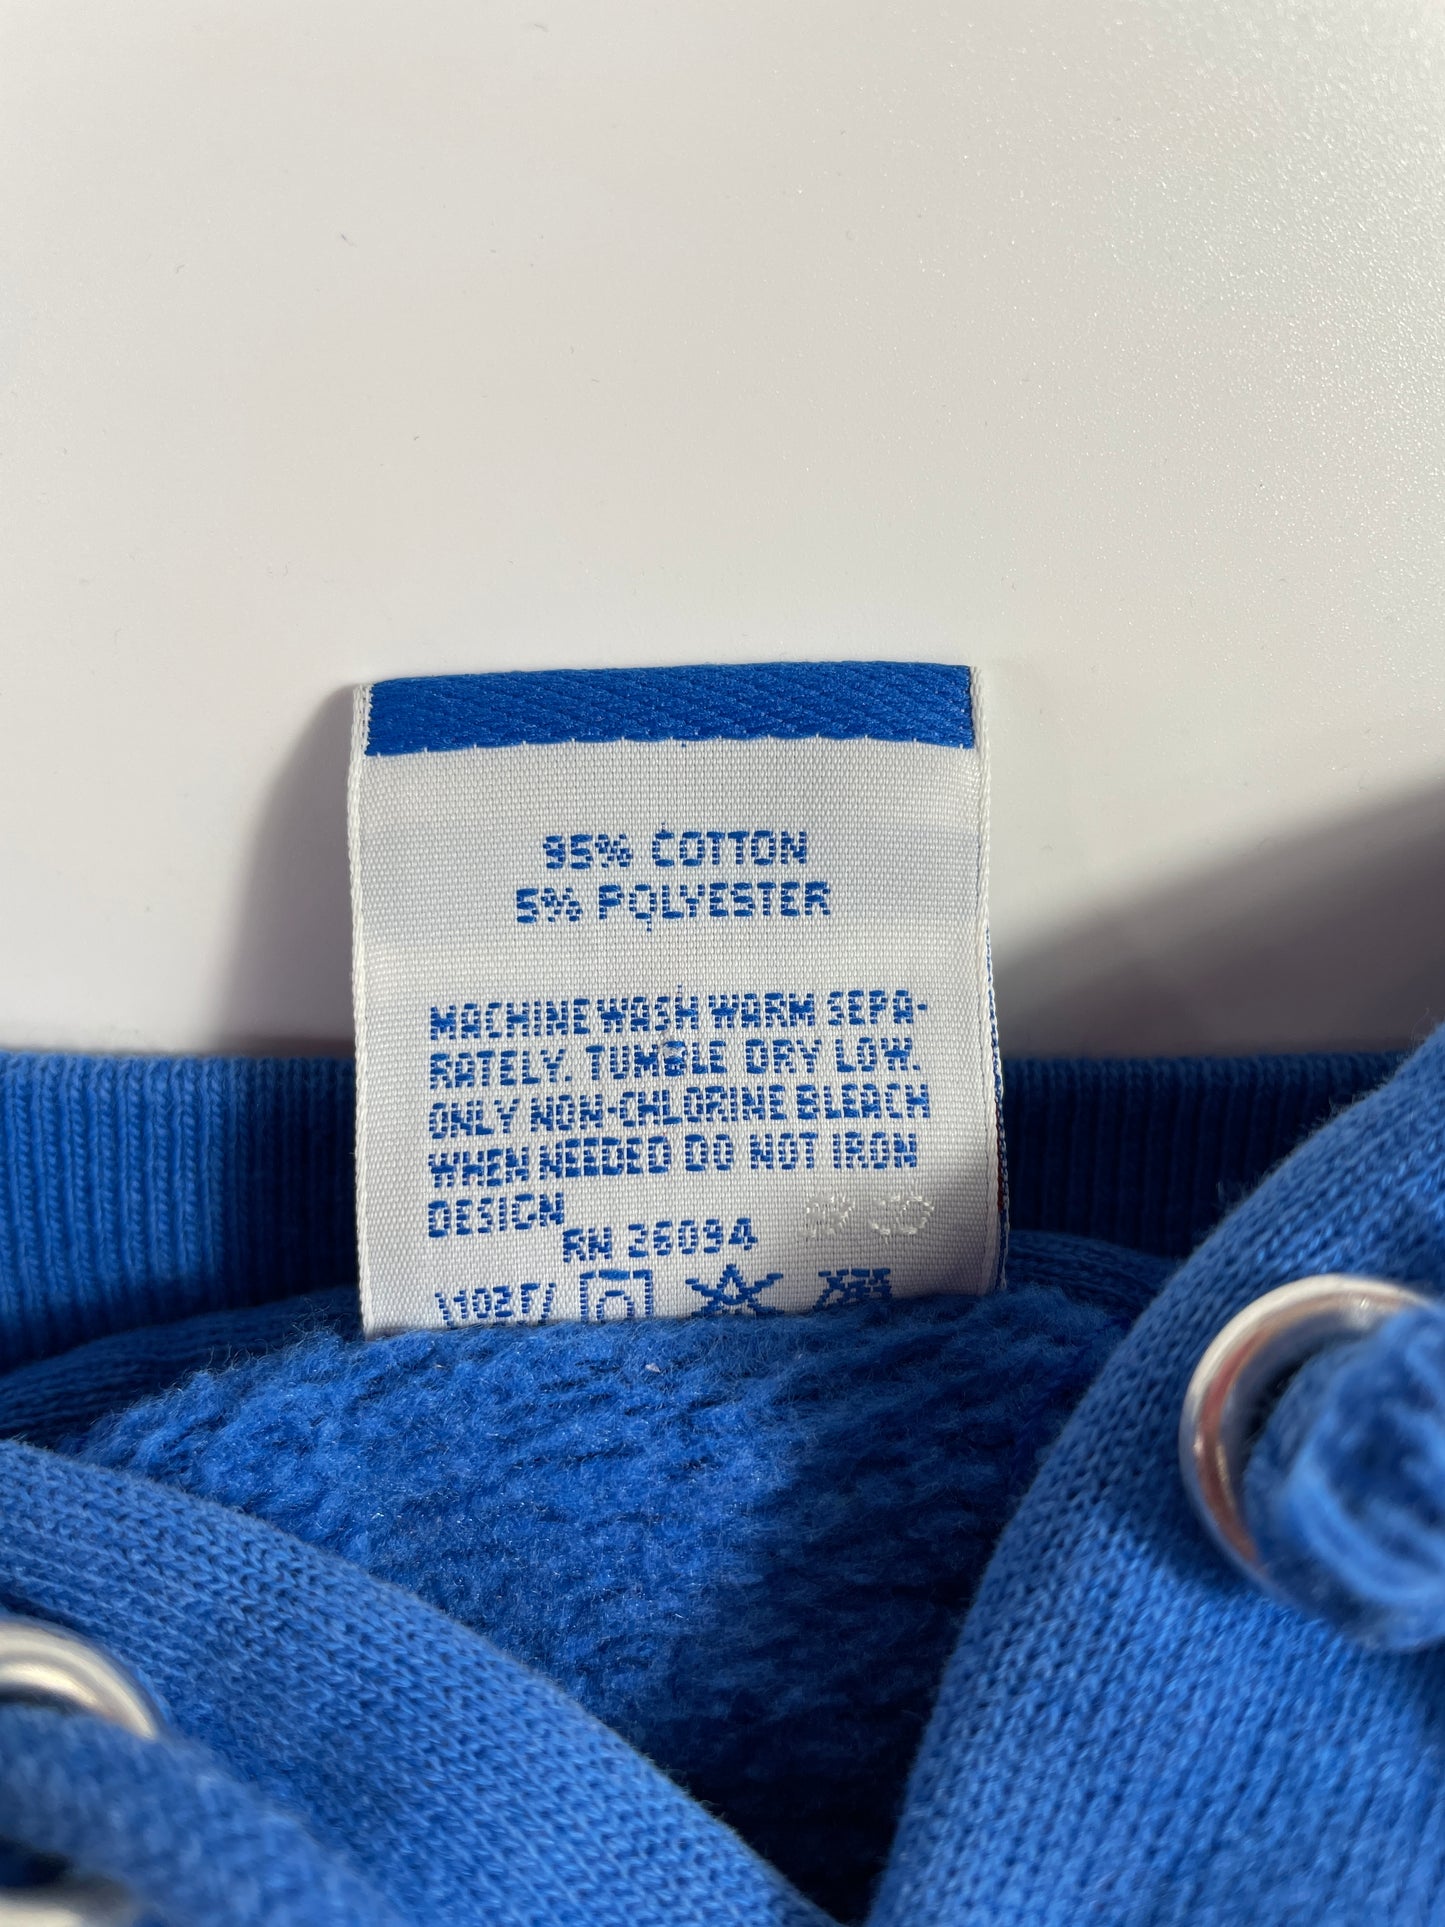 95% COTTON
5% POLYESTER
MACHINE WASH WARM SEPA-
RATELY. TUMBLE DRY LOW.
ONLY NON-CHLORINE BLEACH
WHEN NEEDED DO NOT IRON
DESIGN
RN 26094